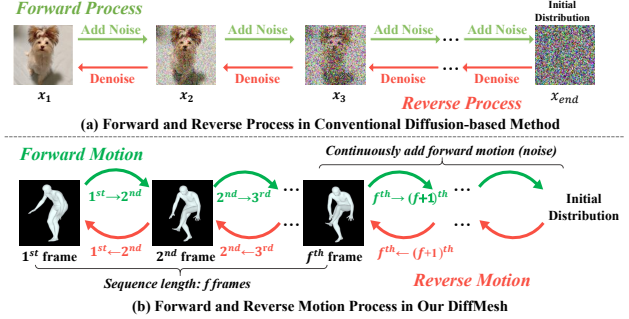 Forward Process
Initial
Distribution
Add Noise Add Noise Add Noise Add Noise
... ...
Denoise Denoise Denoise Denoise
x1 x2 x3 xend
Reverse Process
(a) Forward and Reverse Process in Conventional Diffusion-based Method
Forward Motion
Continuously add forward motion (noise)
1st→2nd 2nd→3rd ... fth→ (f+1)th ...
Initial
Distribution
1st←2nd 2nd←3rd ... fth← (f+1)th ...
1st frame 2nd frame fth frame
Sequence length: f frames
Reverse Motion
(b) Forward and Reverse Motion Process in Our DiffMesh